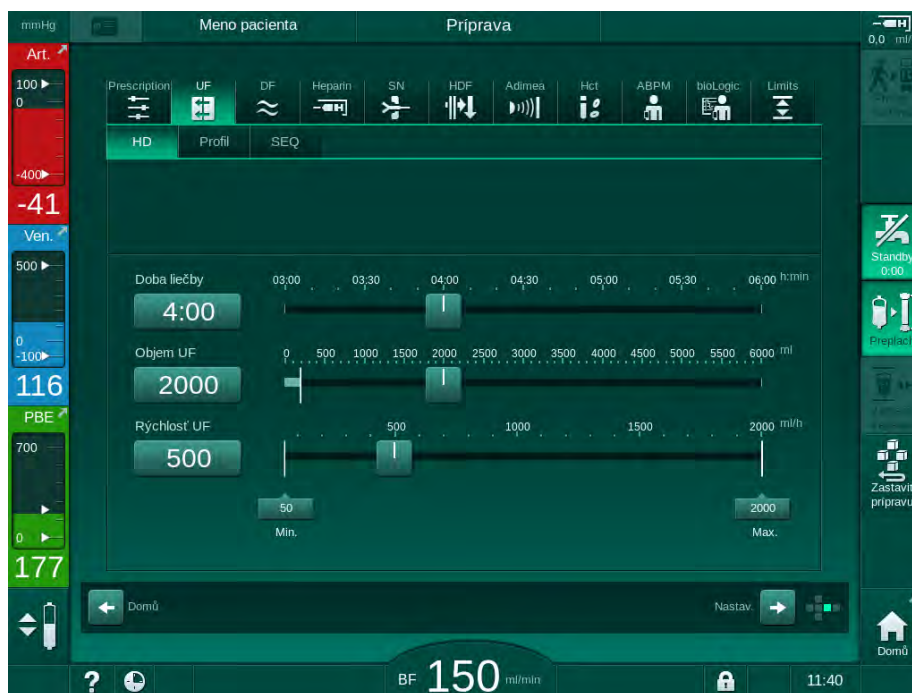 mmHg
Meno pacienta
Príprava
0,0 ml/
Art.
100
0
-400
-41
Ven.
500
0
-100
116
PBE
700
0
177
Prescription
UF
DF
Heparin
SN
HDF
Adimea
Hct
ABPM
bioLogic
Limits
HD
Profil
SEQ
Doba liečby
03:00 03:30 04:00 04:30 05:00 05:30 06:00 h:min
4:00
Objem UF
0 500 1000 1500 2000 2500 3000 3500 4000 4500 5000 5500 6000 ml
2000
Rýchlosť UF
500 1000 1500 2000 ml/h
500
50
Min.
2000
Max.
Standby
0:00
Preplach
Zastaviť
prípravu
Domů
Nastav.
Domů
?
BF 150 ml/min
11:40